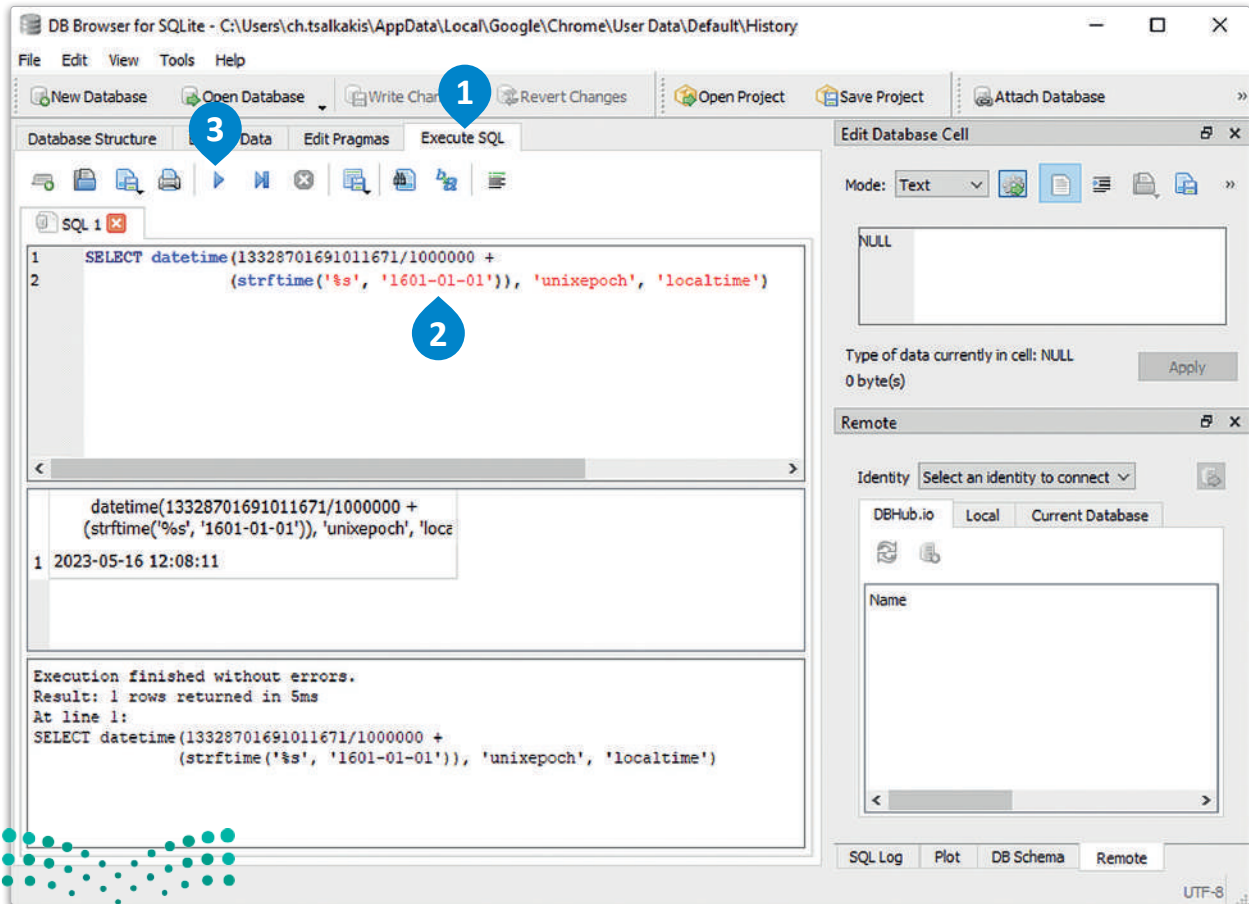 DB Browser for SQLite - C:\Users\ch.tsalkakis\AppData\Local\Google\Chrome\User Data\Default\History
File Edit View Tools Help
New Database Open Database Write Char 1 Revert Changes Open Project Save Project Attach Database »
Database Structure 3 Data Edit Pragmas Execute SQL
SQL 1
1 SELECT datetime(13328701691011671/1000000 +
2 (strftime('%s', '1601-01-01')), 'unixepoch', 'localtime')
2
datetime(13328701691011671/1000000 +
(strftime('%s', '1601-01-01')), 'unixepoch', 'loca
1 2023-05-16 12:08:11
Execution finished without errors.
Result: 1 rows returned in 5ms
At line 1:
SELECT datetime(13328701691011671/1000000 +
(strftime('%s', '1601-01-01')), 'unixepoch', 'localtime')
Edit Database Cell
Mode: Text »
NULL
Type of data currently in cell: NULL
0 byte(s)
Apply
Remote
Identity Select an identity to connect
DBHub.io Local Current Database
Name
SQL Log Plot DB Schema Remote
UTF-8